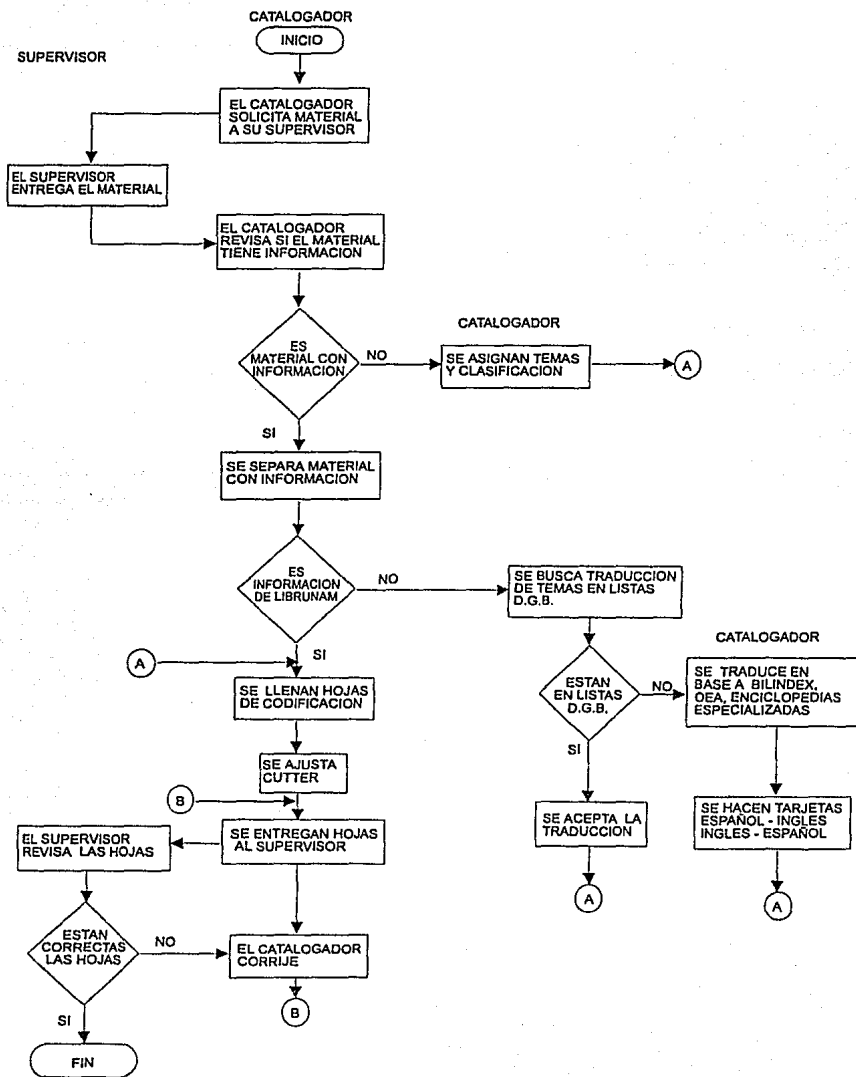 CATALOGADOR
INICIO
SUPERVISOR
EL CATALOGADOR
SOLICITA MATERIAL
A SU SUPERVISOR
EL SUPERVISOR
ENTREGA EL MATERIAL
EL CATALOGADOR
REVISA SI EL MATERIAL
TIENE INFORMACION
ES
MATERIAL CON
INFORMACION
NO
CATALOGADOR
SE ASIGNAN TEMAS
Y CLASIFICACION
A
SI
SE SEPARA MATERIAL
CON INFORMACION
ES
INFORMACION
DE LIBRUNAM
NO
SE BUSCA TRADUCCION
DE TEMAS EN LISTAS
D.G.B.
SI
A
SE LLENAN HOJAS
DE CODIFICACION
ESTAN
EN LISTAS
D.G.B.
NO
CATALOGADOR
SE TRADUCE EN
BASE A BILINDEX,
OEA, ENCICLOPEDIAS
ESPECIALIZADAS
SI
SE AJUSTA
CUTTER
B
SE ACEPTA LA
TRADUCCION
A
SE HACEN TARJETAS
ESPAÑOL - INGLES
INGLES - ESPAÑOL
A
SE ENTREGAN HOJAS
AL SUPERVISOR
EL SUPERVISOR
REVISA LAS HOJAS
ESTAN
CORRECTAS
LAS HOJAS
NO
EL CATALOGADOR
CORRIJE
B
SI
FIN